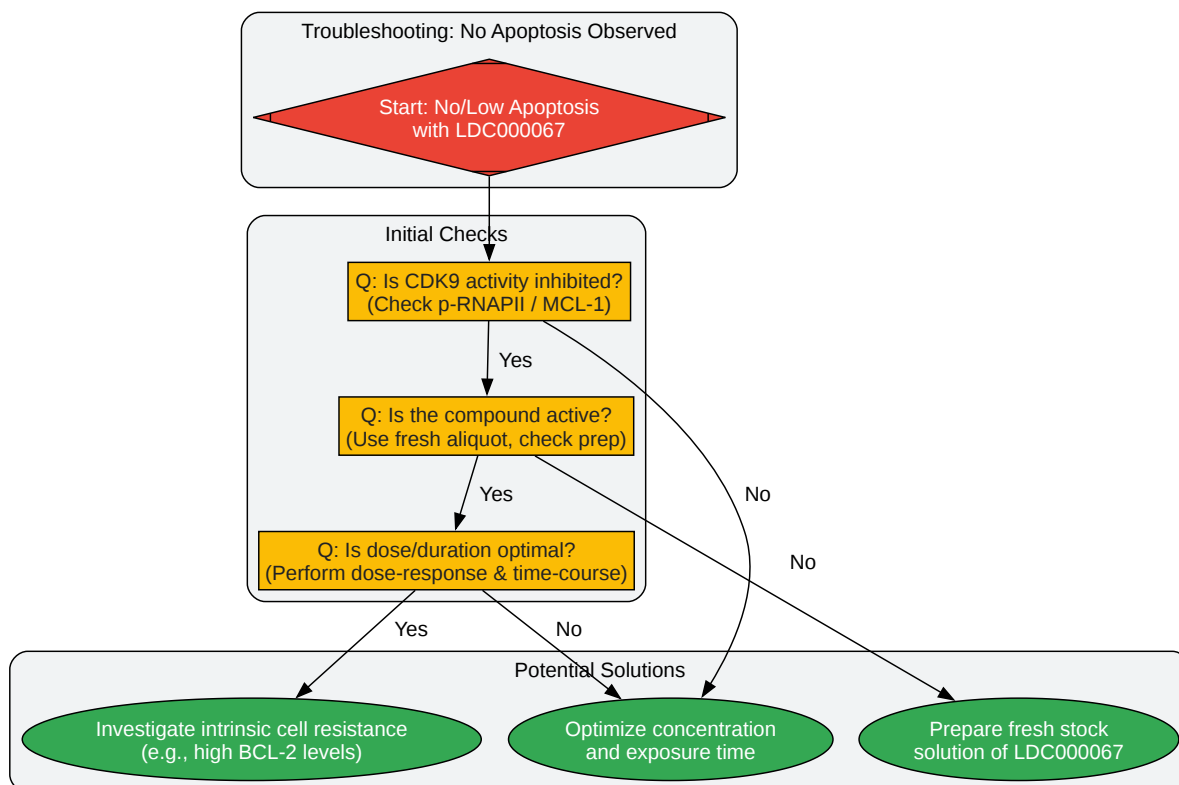 Troubleshooting: No Apoptosis Observed
Start: No/Low Apoptosis
with LDC000067
Initial Checks
Q: Is CDK9 activity inhibited?
(Check p-RNAPII / MCL-1)
Yes
Q: Is the compound active?
(Use fresh aliquot, check prep)
No
Yes
Q: Is dose/duration optimal?
(Perform dose-response & time-course)
No
Yes
No
Potential Solutions
Investigate intrinsic cell resistance
(e.g., high BCL-2 levels)
Optimize concentration
and exposure time
Prepare fresh stock
solution of LDC000067